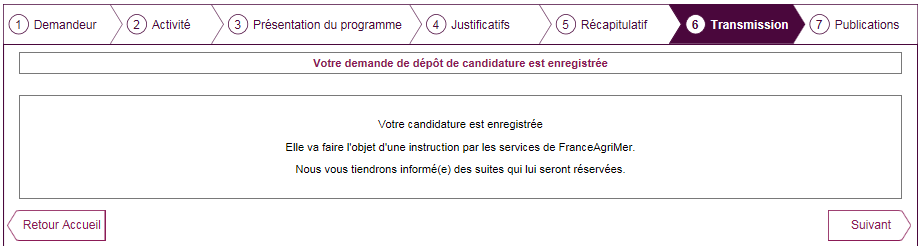 1 Demandeur 2 Activité 3 Présentation du programme 4 Justificatifs 5 Récapitulatif 6 Transmission 7 Publications
Votre demande de dépôt de candidature est enregistrée
Votre candidature est enregistrée
Elle va faire l'objet d'une instruction par les services de FranceAgriMer.
Nous vous tiendrons informé(e) des suites qui lui seront réservées.
Retour Accueil Suivant